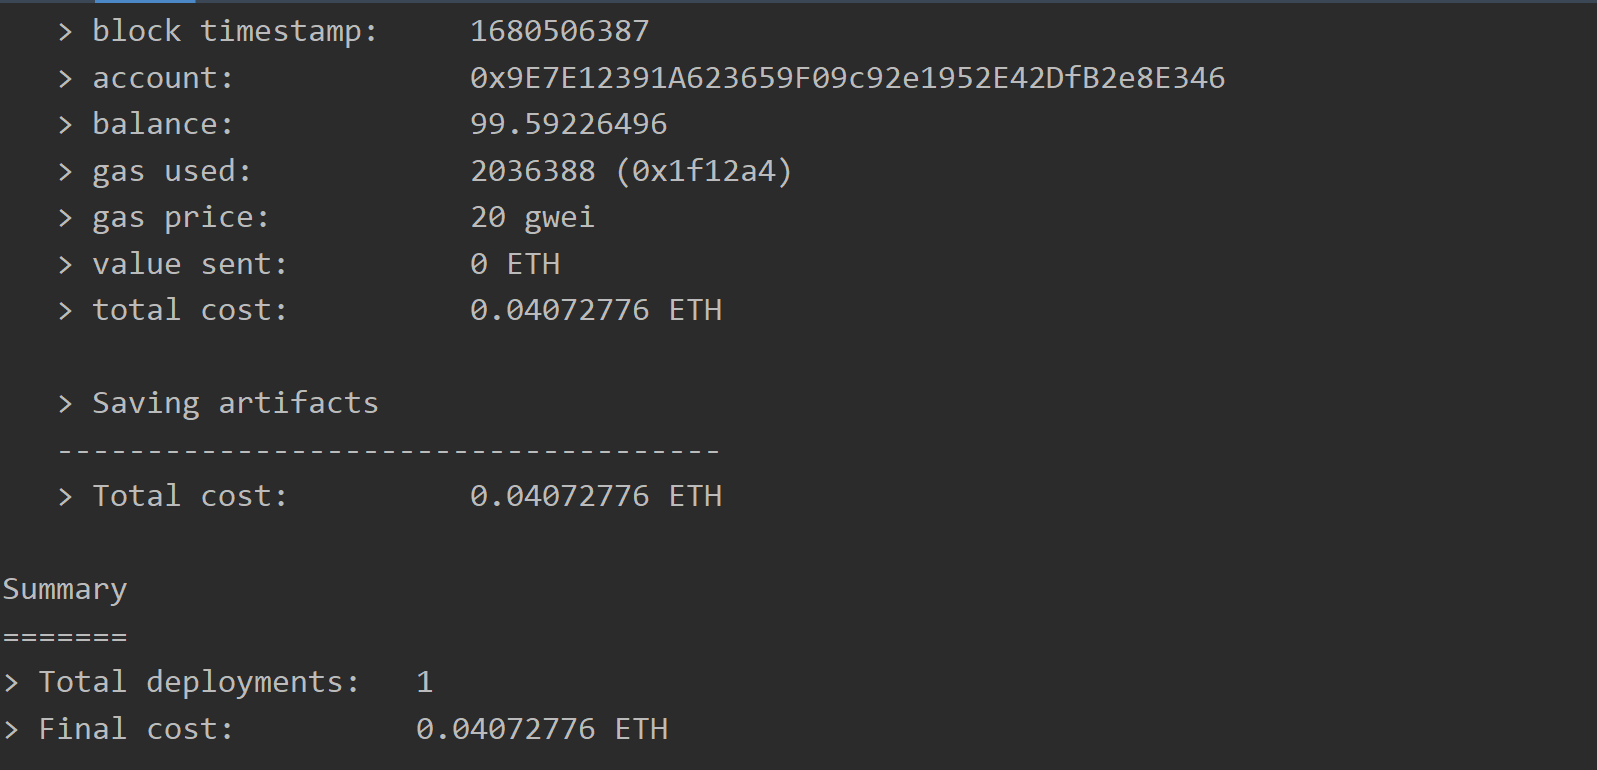 > block timestamp:     1680506387
> account:             0x9E7E12391A623659F09c92e1952E42DfB2e8E346
> balance:             99.59226496
> gas used:            2036388 (0x1f12a4)
> gas price:           20 gwei
> value sent:          0 ETH
> total cost:          0.04072776 ETH
> Saving artifacts
-------------------------------------
> Total cost:          0.04072776 ETH
Summary
=======
> Total deployments:   1
> Final cost:          0.04072776 ETH